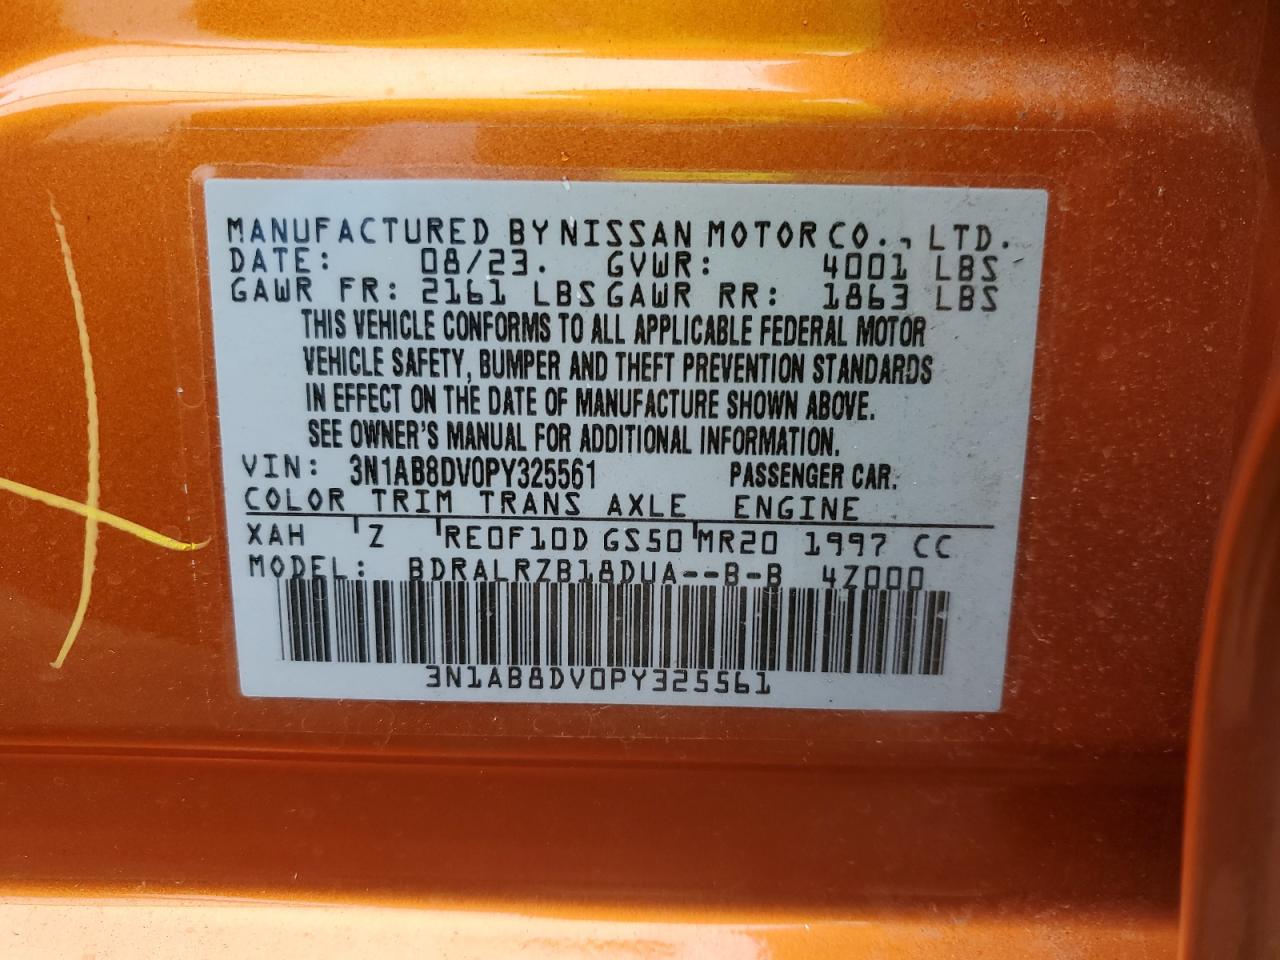 MANUFACTURED BY NISSAN MOTOR CO., LTD.
DATE: 08/23. GVWR: 4001 LBS
GAWR FR: 2161 LBS GAWR RR: 1863 LBS
THIS VEHICLE CONFORMS TO ALL APPLICABLE FEDERAL MOTOR
VEHICLE SAFETY, BUMPER AND THEFT PREVENTION STANDARDS
IN EFFECT ON THE DATE OF MANUFACTURE SHOWN ABOVE.
SEE OWNER'S MANUAL FOR ADDITIONAL INFORMATION.
VIN: 3N1AB8DV0PY325561 PASSENGER CAR.
COLOR TRIM TRANS AXLE ENGINE
XAH Z RE0F10D GS50 MR20 1997 CC
MODEL: BDRALRZB18DUA--B-B 4Z000
3N1AB8DV0PY325561